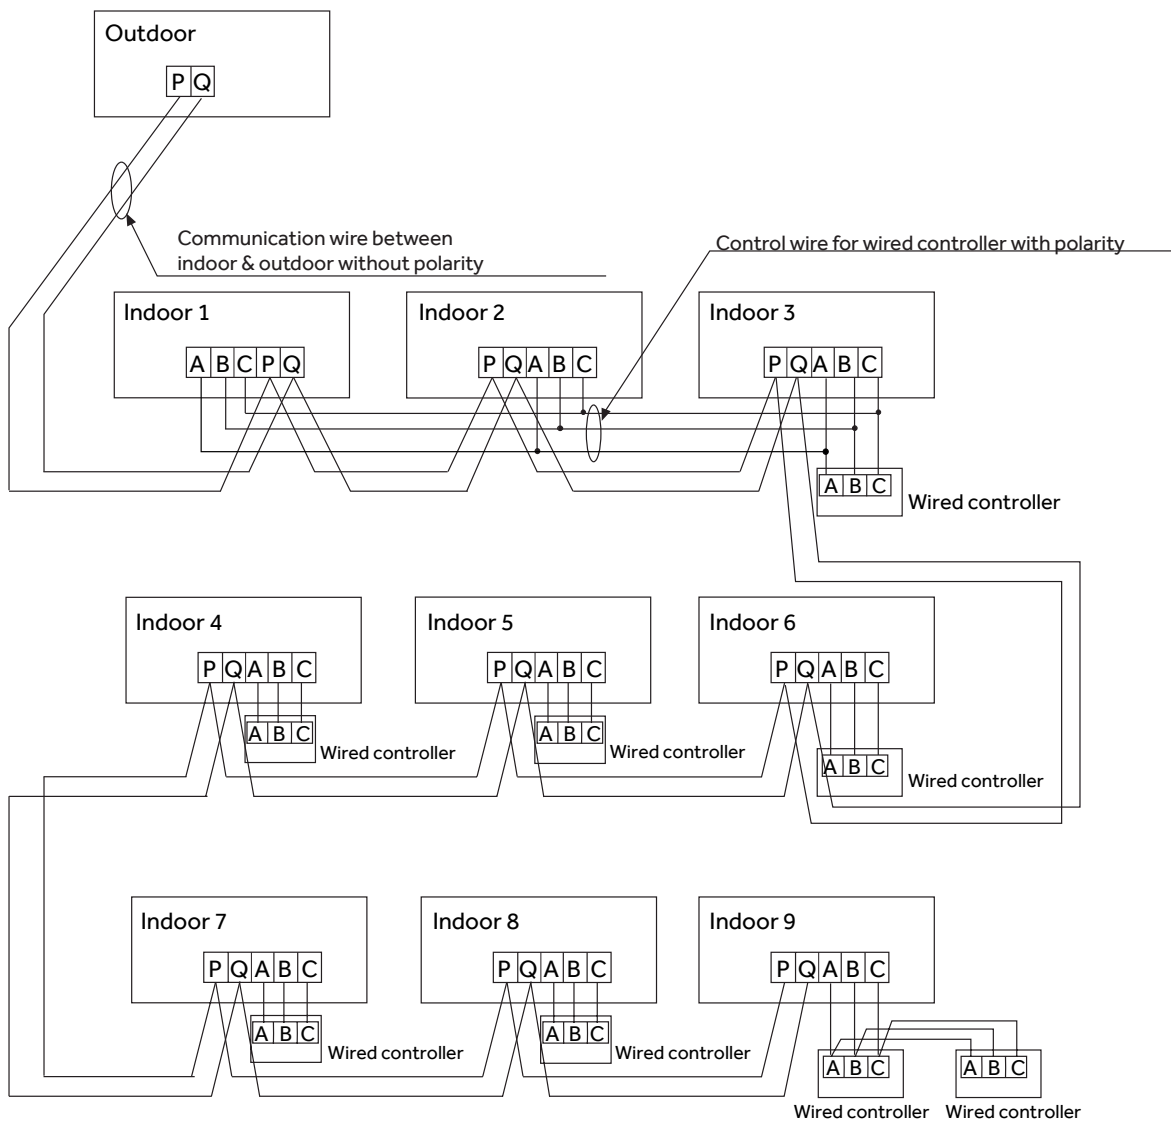 Outdoor
P Q
Communication wire between
indoor & outdoor without polarity
Control wire for wired controller with polarity
Indoor 1
Indoor 2
Indoor 3
A B C P Q
P Q A B C
P Q A B C
A B C
Wired controller
Indoor 4
Indoor 5
Indoor 6
P Q A B C
P Q A B C
P Q A B C
A B C
Wired controller
A B C
Wired controller
A B C
Wired controller
Indoor 7
Indoor 8
Indoor 9
P Q A B C
P Q A B C
P Q A B C
A B C
Wired controller
A B C
Wired controller
A B C
A B C
Wired controller
Wired controller